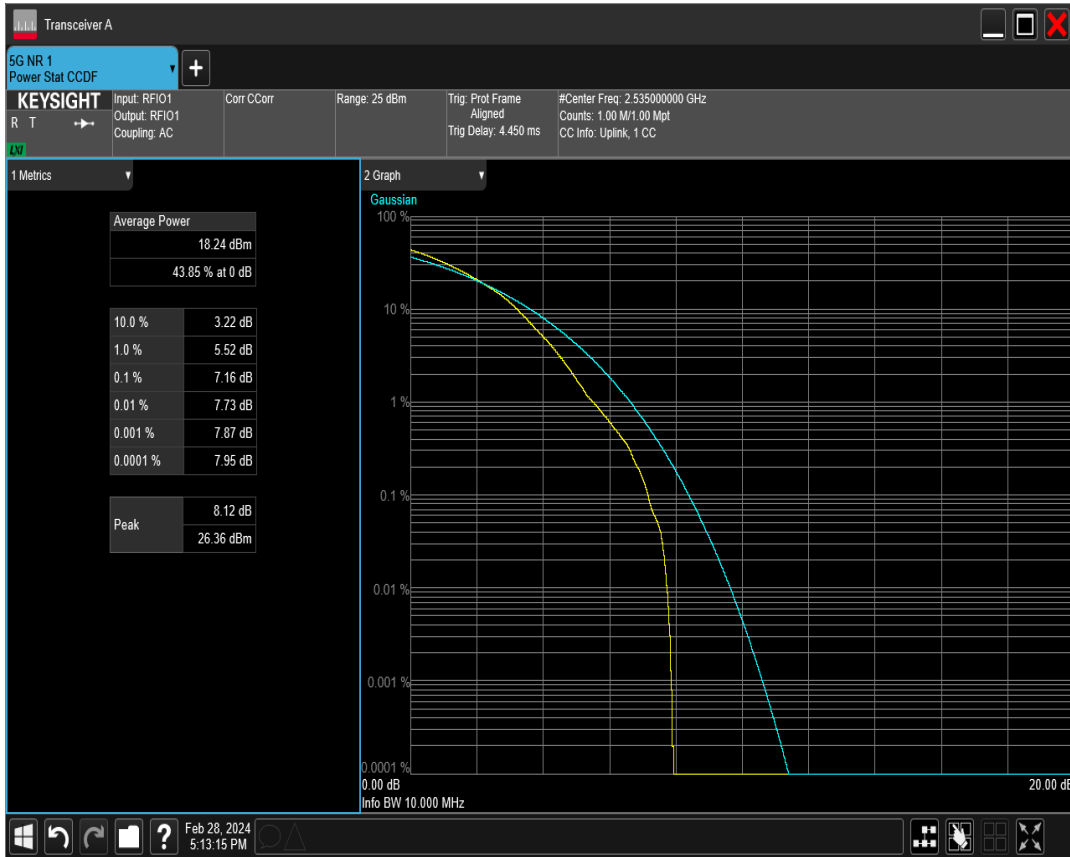 Transceiver A
5G NR 1
Power Stat CCDF
KEYSIGHT
R T
LXI
Input: RFIO1
Output: RFIO1
Coupling: AC
Corr CCorr
Range: 25 dBm
Trig: Prot Frame
Aligned
Trig Delay: 4.450 ms
#Center Freq: 2.535000000 GHz
Counts: 1.00 M/1.00 Mpt
CC Info: Uplink, 1 CC
1 Metrics
Average Power
18.24 dBm
43.85 % at 0 dB
10.0 % 3.22 dB
1.0 % 5.52 dB
0.1 % 7.16 dB
0.01 % 7.73 dB
0.001 % 7.87 dB
0.0001 % 7.95 dB
Peak
8.12 dB
26.36 dBm
2 Graph
Gaussian
100 %
10 %
1 %
0.1 %
0.01 %
0.001 %
0.0001 %
0.00 dB
20.00 dB
Info BW 10.000 MHz
?
Feb 28, 2024
5:13:15 PM